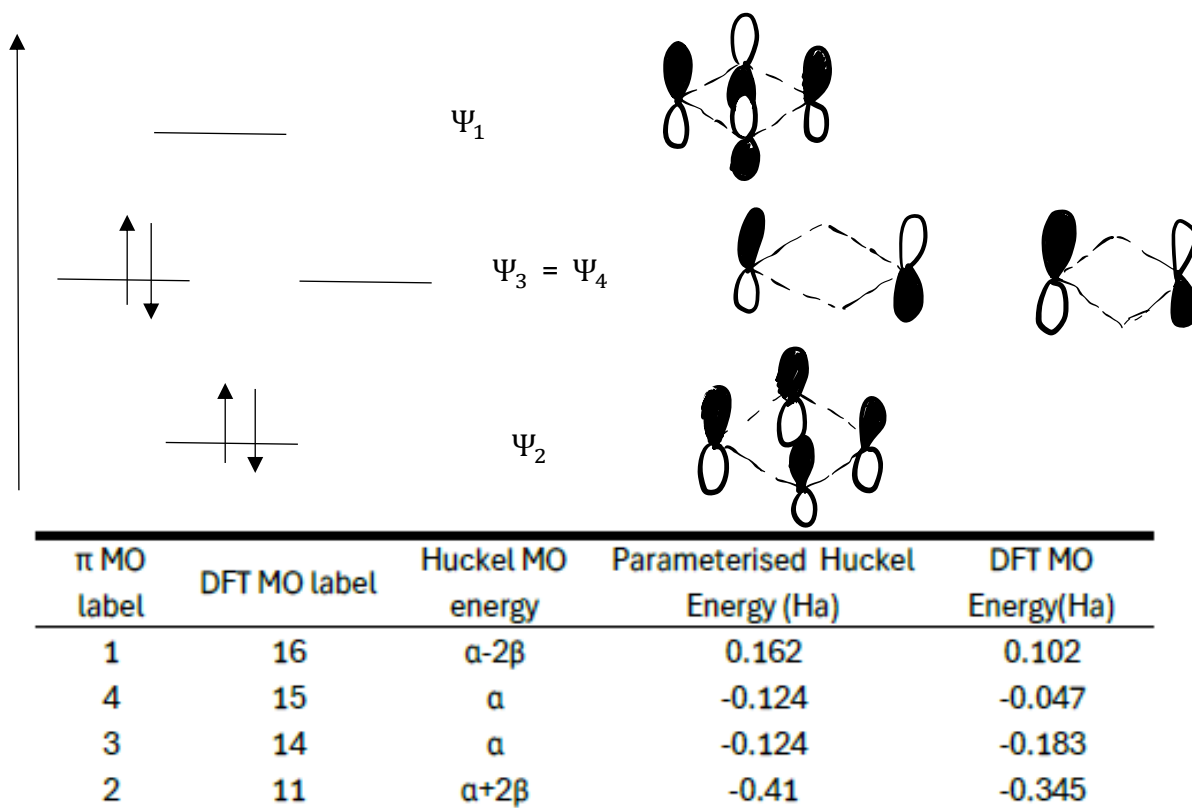 Ψ₁
Ψ₃ = Ψ₄
Ψ₂
π MO label DFT MO label Huckel MO energy Parameterised Huckel Energy (Ha) DFT MO Energy(Ha)
1 16 α-2β 0.162 0.102
4 15 α -0.124 -0.047
3 14 α -0.124 -0.183
2 11 α+2β -0.41 -0.345